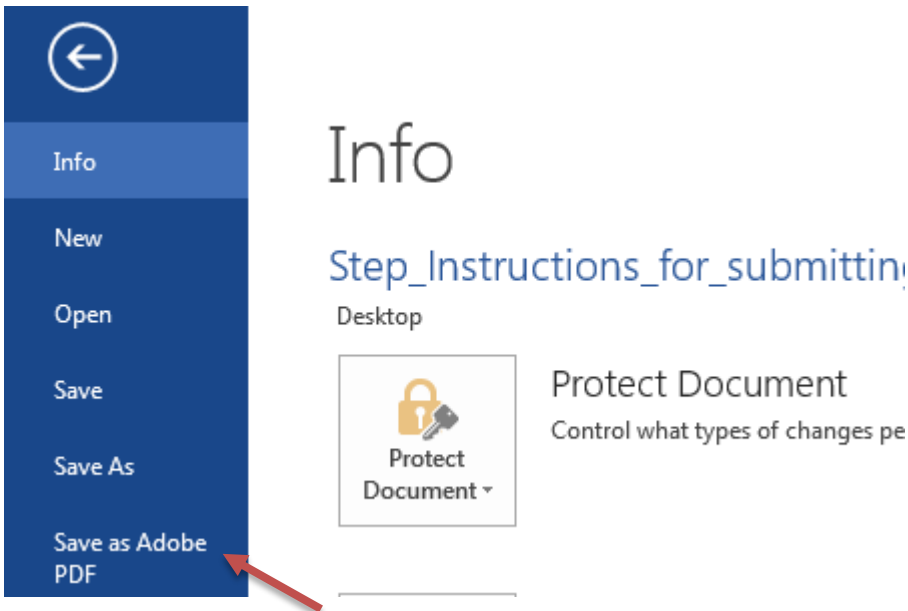 Info
New
Open
Save
Save As
Save as Adobe
PDF
Info
Step_Instructions_for_submitting
Desktop
Protect
Document
Protect Document
Control what types of changes pe